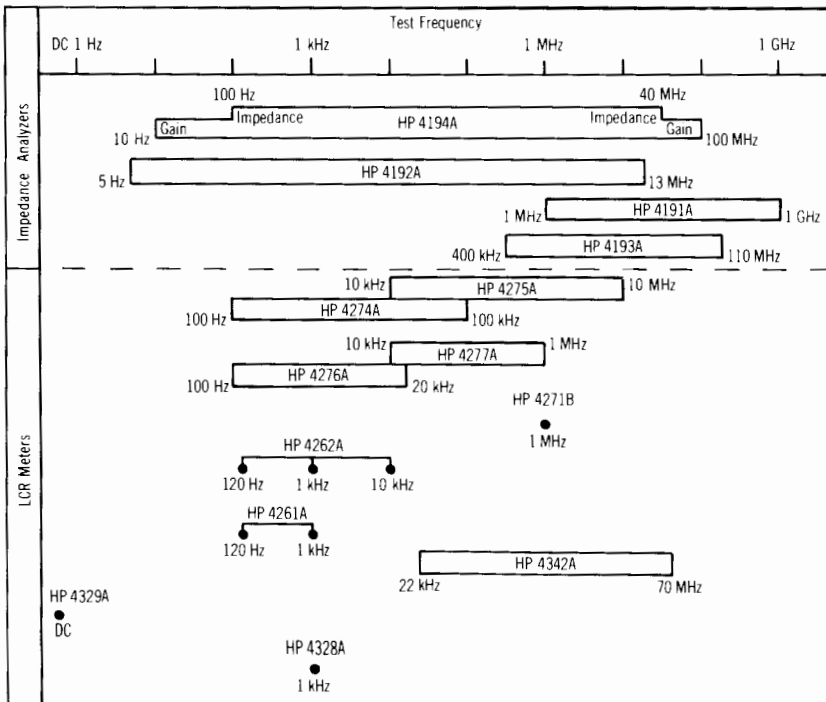 Test Frequency
DC 1 Hz 1 kHz 1 MHz 1 GHz
Impedance Analyzers
100 Hz 40 MHz
Impedance HP 4194A Impedance
10 Hz Gain Gain 100 MHz
HP 4192A
5 Hz 13 MHz
HP 4191A
1 MHz 1 GHz
HP 4193A
400 kHz 110 MHz
LCR Meters
10 kHz HP 4275A 10 MHz
100 Hz HP 4274A 100 kHz
10 kHz HP 4277A 1 MHz
100 Hz HP 4276A 20 kHz
HP 4271B
1 MHz
HP 4262A
120 Hz 1 kHz 10 kHz
HP 4261A
120 Hz 1 kHz
HP 4342A
22 kHz 70 MHz
HP 4329A
DC
HP 4328A
1 kHz